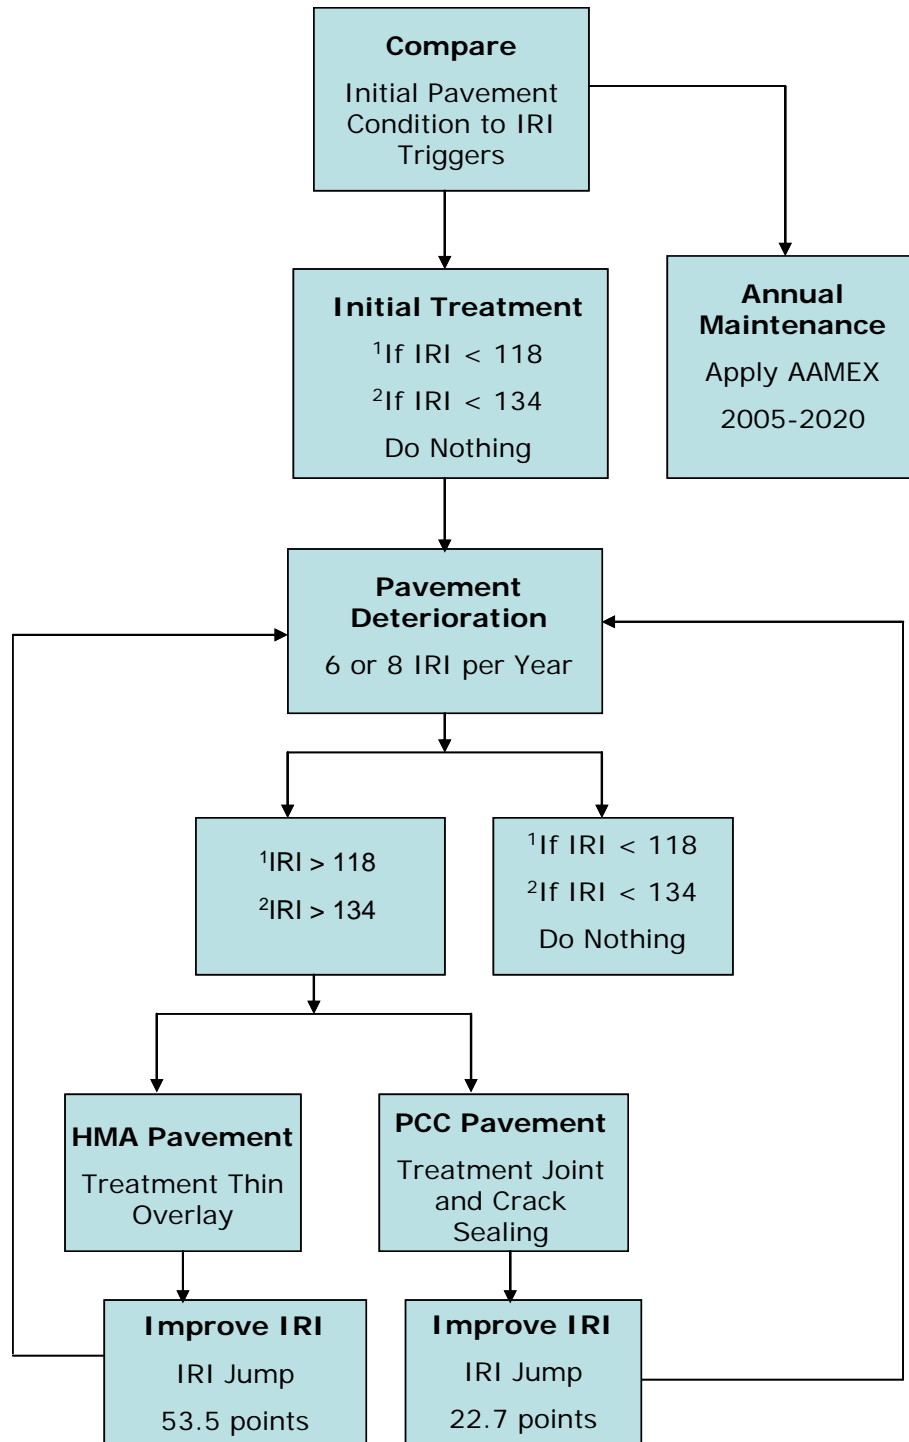 Compare
Initial Pavement
Condition to IRI
Triggers
Initial Treatment
¹If IRI < 118
²If IRI < 134
Do Nothing
Annual
Maintenance
Apply AAMEX
2005-2020
Pavement
Deterioration
6 or 8 IRI per Year
¹IRI > 118
²IRI > 134
¹If IRI < 118
²If IRI < 134
Do Nothing
HMA Pavement
Treatment Thin
Overlay
PCC Pavement
Treatment Joint
and Crack
Sealing
Improve IRI
IRI Jump
53.5 points
Improve IRI
IRI Jump
22.7 points